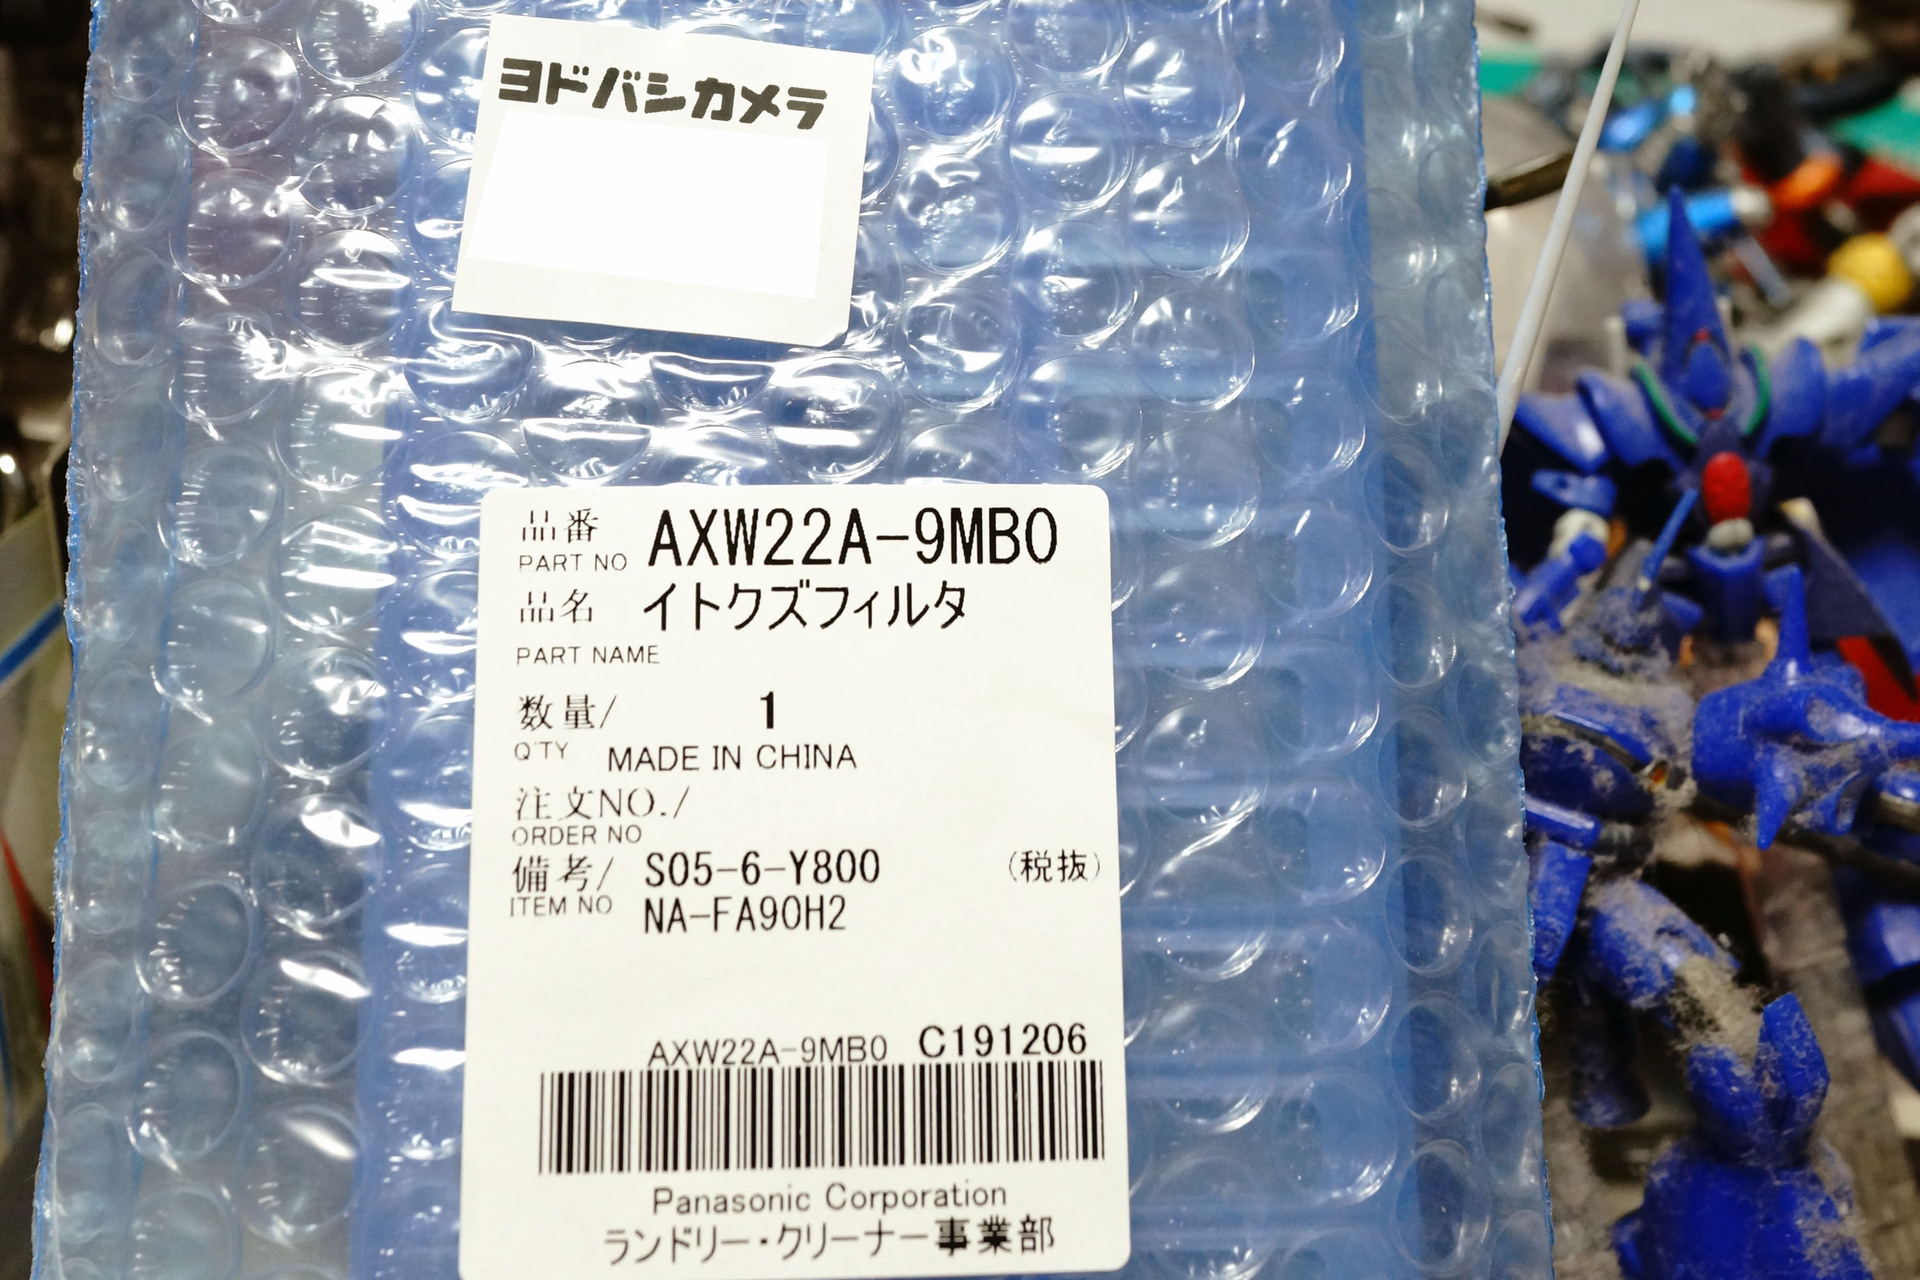 ヨドバシカメラ
品番 AXW22A-9MB0
PART NO
品名 イトクズフィルタ
PART NAME
数量/ 1
Q'TY MADE IN CHINA
注文NO./
ORDER NO
備考/ S05-6-Y800 (税抜)
ITEM NO NA-FA90H2
AXW22A-9MB0 C191206
Panasonic Corporation
ランドリー・クリーナー事業部